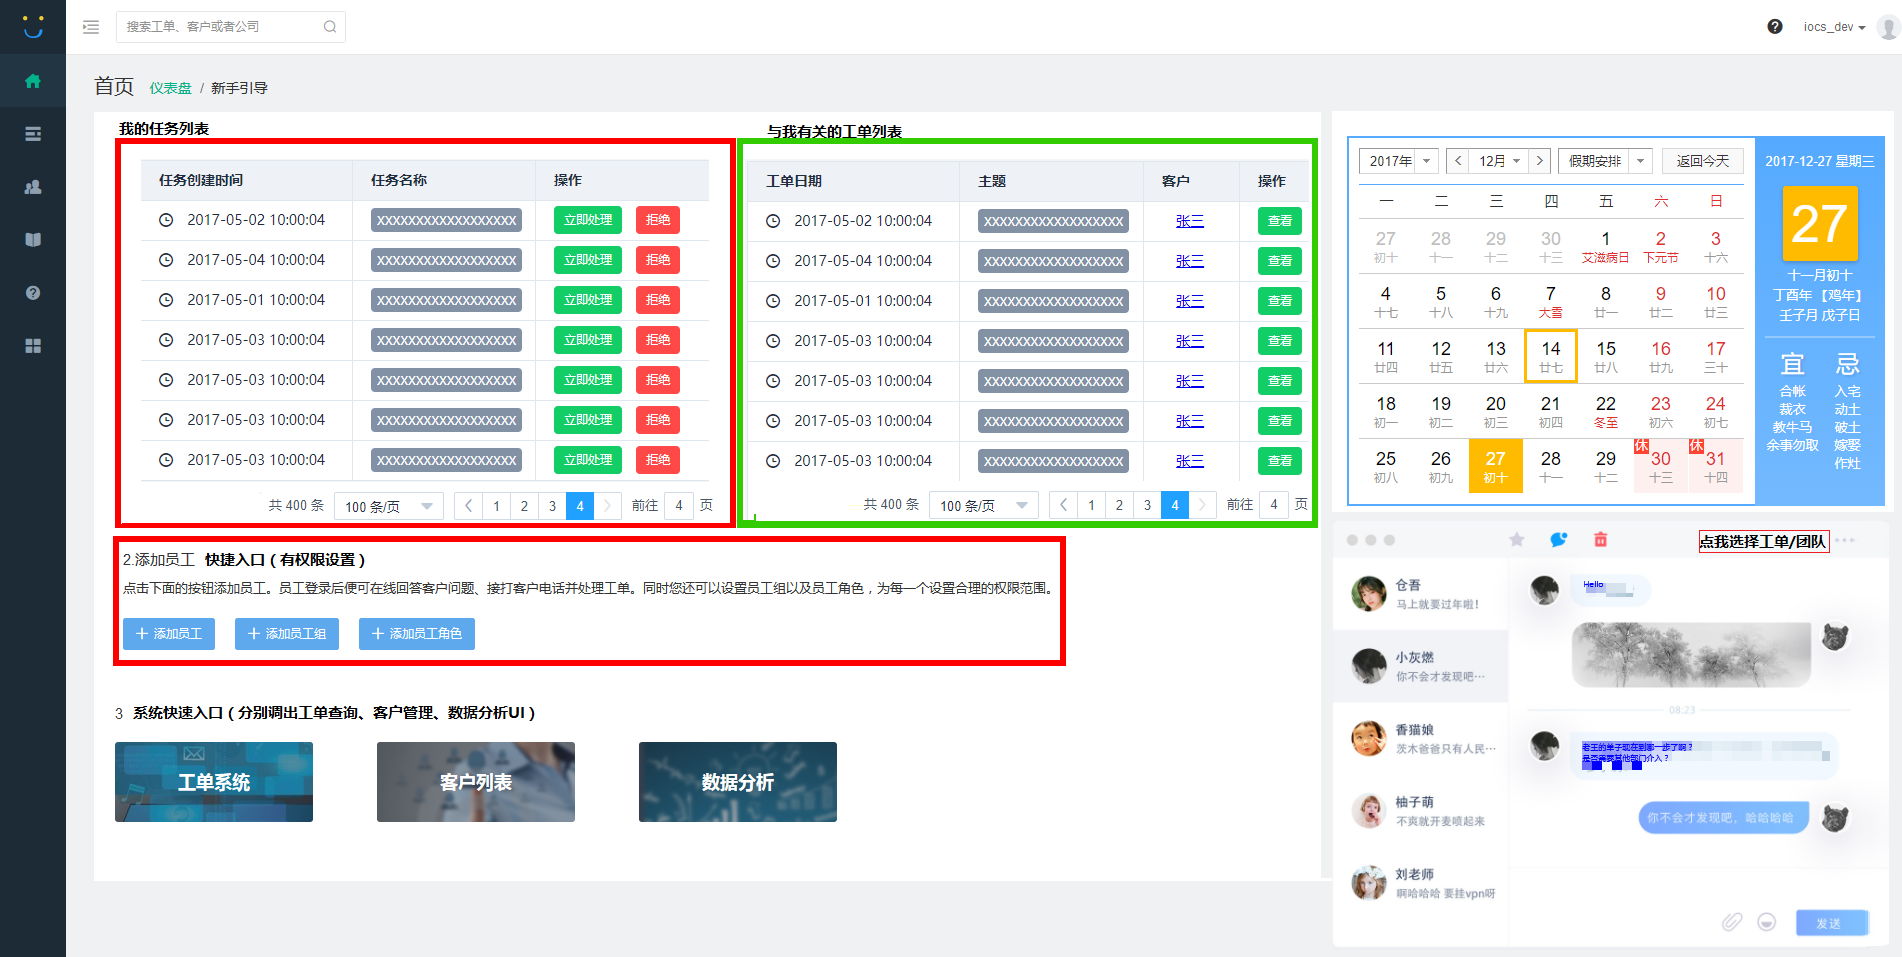 搜索工单、客户或者公司
iocs_dev
首页 仪表盘 / 新手引导
我的任务列表
任务创建时间 任务名称 操作
2017-05-02 10:00:04 XXXXXXXXXXXXXXXXXX 立即处理 拒绝
2017-05-04 10:00:04 XXXXXXXXXXXXXXXXXX 立即处理 拒绝
2017-05-01 10:00:04 XXXXXXXXXXXXXXXXXX 立即处理 拒绝
2017-05-03 10:00:04 XXXXXXXXXXXXXXXXXX 立即处理 拒绝
2017-05-03 10:00:04 XXXXXXXXXXXXXXXXXX 立即处理 拒绝
2017-05-03 10:00:04 XXXXXXXXXXXXXXXXXX 立即处理 拒绝
2017-05-03 10:00:04 XXXXXXXXXXXXXXXXXX 立即处理 拒绝
共 400 条 100 条/页 1 2 3 4 前往 4 页
与我有关的工单列表
工单日期 主题 客户 操作
2017-05-02 10:00:04 XXXXXXXXXXXXXXXXXX 张三 查看
2017-05-04 10:00:04 XXXXXXXXXXXXXXXXXX 张三 查看
2017-05-01 10:00:04 XXXXXXXXXXXXXXXXXX 张三 查看
2017-05-03 10:00:04 XXXXXXXXXXXXXXXXXX 张三 查看
2017-05-03 10:00:04 XXXXXXXXXXXXXXXXXX 张三 查看
2017-05-03 10:00:04 XXXXXXXXXXXXXXXXXX 张三 查看
2017-05-03 10:00:04 XXXXXXXXXXXXXXXXXX 张三 查看
共 400 条 100 条/页 1 2 3 4 前往 4 页
2.添加员工 快捷入口（有权限设置）
点击下面的按钮添加员工。员工登录后便可在线回答客户问题、接打客户电话并处理工单。同时您还可以设置员工组以及员工角色，为每一个设置合理的权限范围。
添加员工 添加员工组 添加员工角色
3 系统快速入口（分别调出工单查询、客户管理、数据分析UI）
工单系统 客户列表 数据分析
2017年 12月 假期安排 返回今天
一 二 三 四 五 六 日
27 28 29 30 1 2 3
初十 十一 十二 十三 艾滋病日 下元节 十六
4 5 6 7 8 9 10
十七 十八 十九 大雪 廿一 廿二 廿三
11 12 13 14 15 16 17
廿四 廿五 廿六 廿七 廿八 廿九 三十
18 19 20 21 22 23 24
初一 初二 初三 初四 冬至 初六 初七
休 休
25 26 27 28 29 30 31
初八 初九 初十 十一 十二 十三 十四
2017-12-27 星期三
27
十一月初十
丁酉年【鸡年】
壬子月 戊子日
宜 忌
合帐 入宅
裁衣 动土
教牛马 破土
余事勿取 嫁娶
作灶
点我选择工单/团队
仓吾
马上就要过年啦！
小灰燃
你不会才发现吧…
香猫娘
茨木爸爸只有人民…
柚子萌
不爽就开麦喷起来
刘老师
啊哈哈哈 要挂vpn呀
Hello
08:23
老王的单子现在到哪一步了啊？
是否需要其他部门介入？
你不会才发现吧，哈哈哈哈
发送